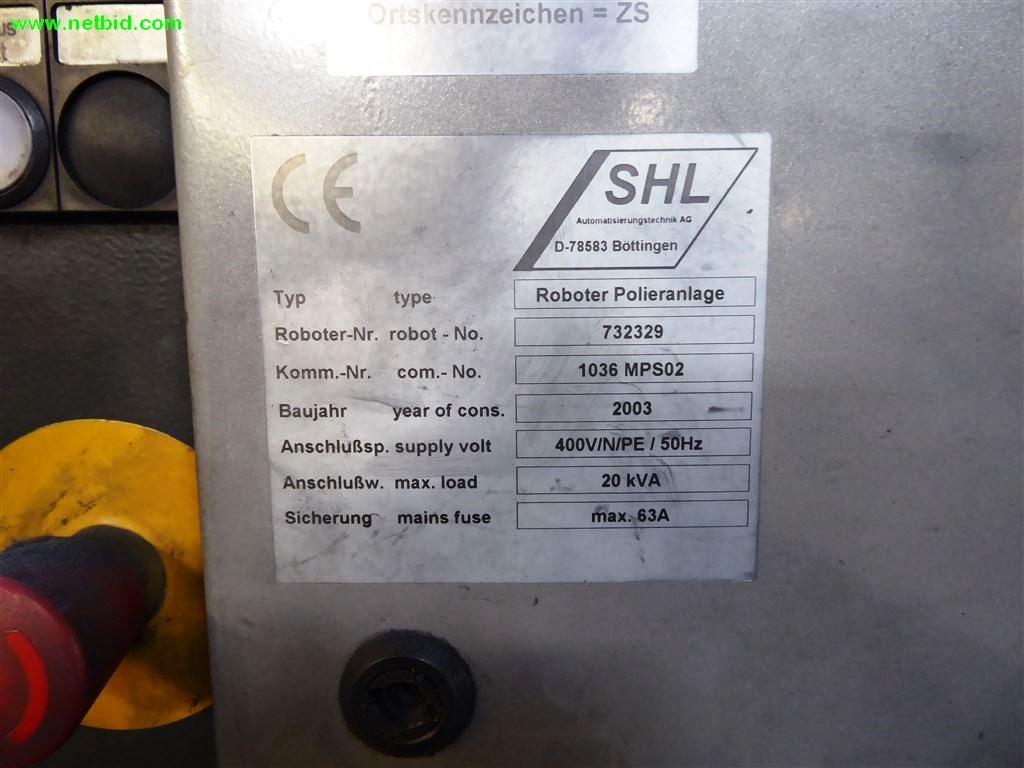 © NetBid
www.netbid.com
Ortskennzeichen = ZS
CE
SHL
Automatisierungstechnik AG
D-78583 Böttingen
Typ type Roboter Polieranlage
Roboter-Nr. robot - No. 732329
Komm.-Nr. com.- No. 1036 MPS02
Baujahr year of cons. 2003
Anschlußsp. supply volt 400V/N/PE / 50Hz
Anschlußw. max. load 20 kVA
Sicherung mains fuse max. 63A